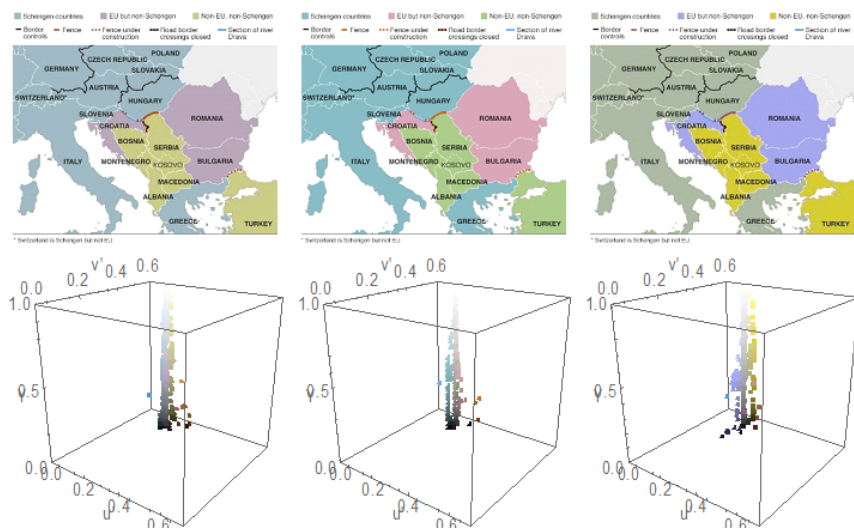 Schengen-countries EU but non-Schengen Non-EU, non-Schengen
Border controls Fence Fence under construction Road border crossings closed Section of river Drava
POLAND
GERMANY
CZECH REPUBLIC
SLOVAKIA
AUSTRIA
SWITZERLAND*
HUNGARY
SLOVENIA
ROMANIA
CROATIA
BOSNIA
SERBIA
ITALY
MONTENEGRO
KOSOVO
BULGARIA
MACEDONIA
ALBANIA
GREECE
TURKEY
* Switzerland is Schengen but not EU
Schengen countries EU but non-Schengen Non-EU, non-Schengen
Border controls Fence Fence under construction Road border crossings closed Section of river Drava
POLAND
GERMANY
CZECH REPUBLIC
SLOVAKIA
AUSTRIA
SWITZERLAND*
HUNGARY
SLOVENIA
ROMANIA
CROATIA
BOSNIA
SERBIA
ITALY
MONTENEGRO
KOSOVO
BULGARIA
MACEDONIA
ALBANIA
GREECE
TURKEY
* Switzerland is Schengen but not EU
Schengen countries EU but non-Schengen Non-EU, non-Schengen
Border controls Fence Fence under construction Road border crossings closed Section of river Drava
POLAND
GERMANY
CZECH REPUBLIC
SLOVAKIA
AUSTRIA
SWITZERLAND*
HUNGARY
SLOVENIA
ROMANIA
CROATIA
BOSNIA
SERBIA
ITALY
MONTENEGRO
KOSOVO
BULGARIA
MACEDONIA
ALBANIA
GREECE
TURKEY
* Switzerland is Schengen but not EU
v'
0.0 0.2 0.4 0.6
1.0
0.5
0.0
0.0 0.2 0.4 0.6
u'
v'
0.0 0.2 0.4 0.6
1.0
0.5
0.0
0.0 0.2 0.4 0.6
u'
v'
0.0 0.2 0.4 0.6
1.0
0.5
0.0
0.0 0.2 0.4 0.6
u'